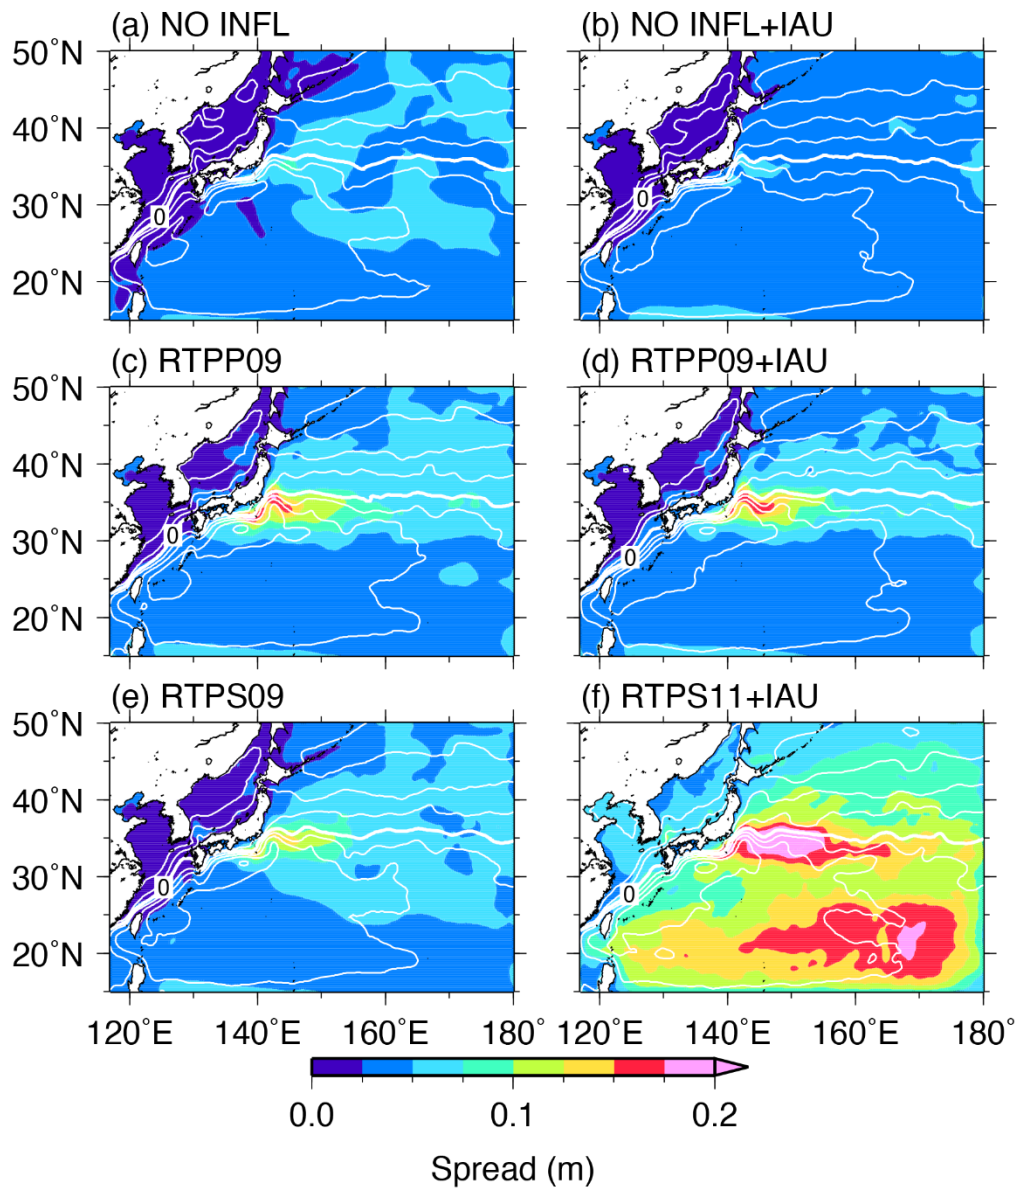 (a) NO INFL
(b) NO INFL+IAU
50°N
40°N
30°N
20°N
0
0
(c) RTPP09
(d) RTPP09+IAU
50°N
40°N
30°N
20°N
0
0
(e) RTPS09
(f) RTPS11+IAU
50°N
40°N
30°N
20°N
0
0
120°E 140°E 160°E 180°
120°E 140°E 160°E 180°
0.0 0.1 0.2
Spread (m)